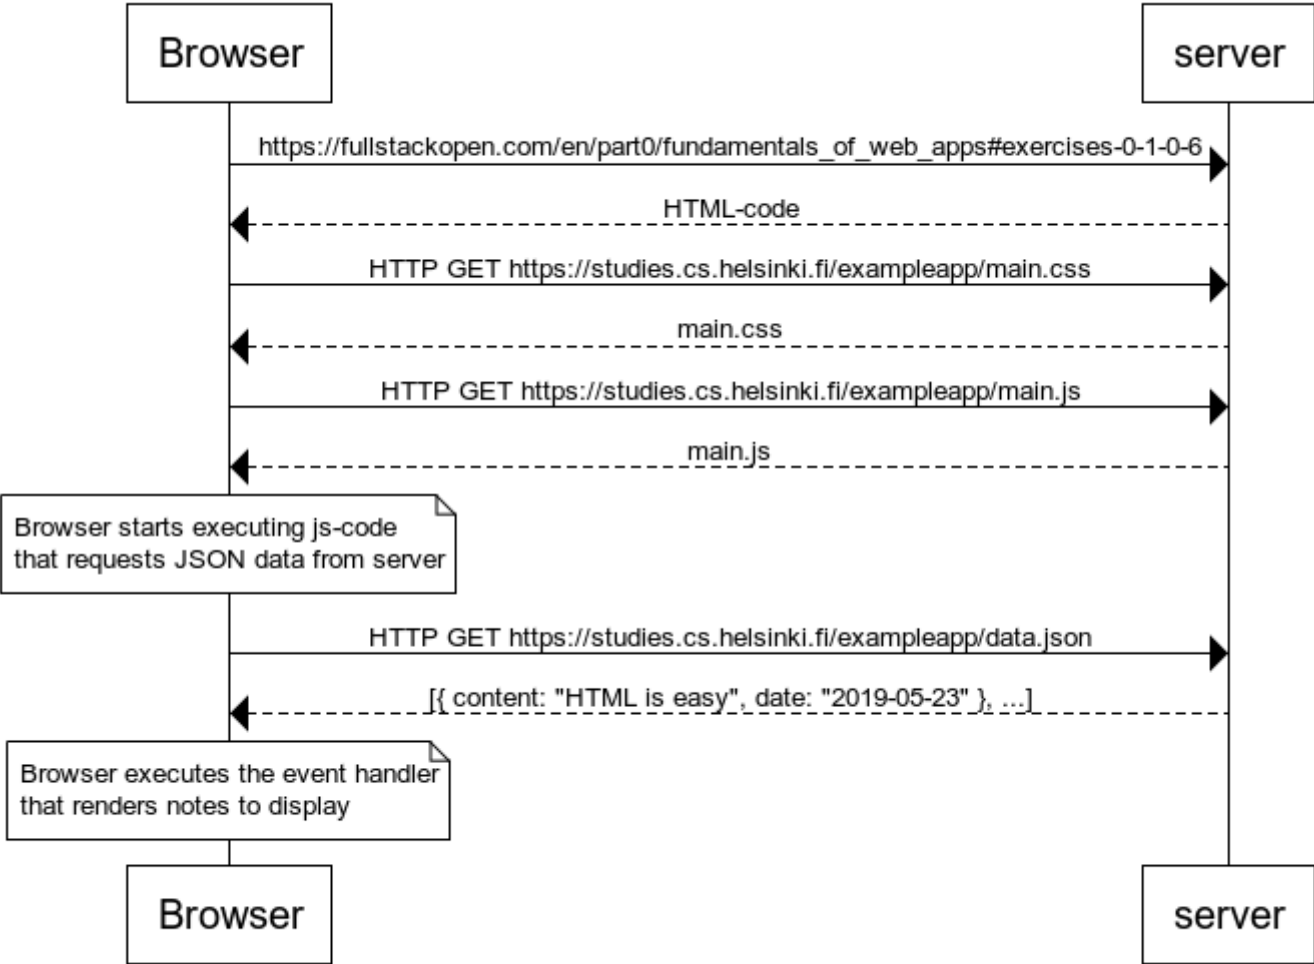 Browser
server
https://fullstackopen.com/en/part0/fundamentals_of_web_apps#exercises-0-1-0-6
HTML-code
HTTP GET https://studies.cs.helsinki.fi/exampleapp/main.css
main.css
HTTP GET https://studies.cs.helsinki.fi/exampleapp/main.js
main.js
Browser starts executing js-code
that requests JSON data from server
HTTP GET https://studies.cs.helsinki.fi/exampleapp/data.json
[{ content: "HTML is easy", date: "2019-05-23" }, ...]
Browser executes the event handler
that renders notes to display
Browser
server